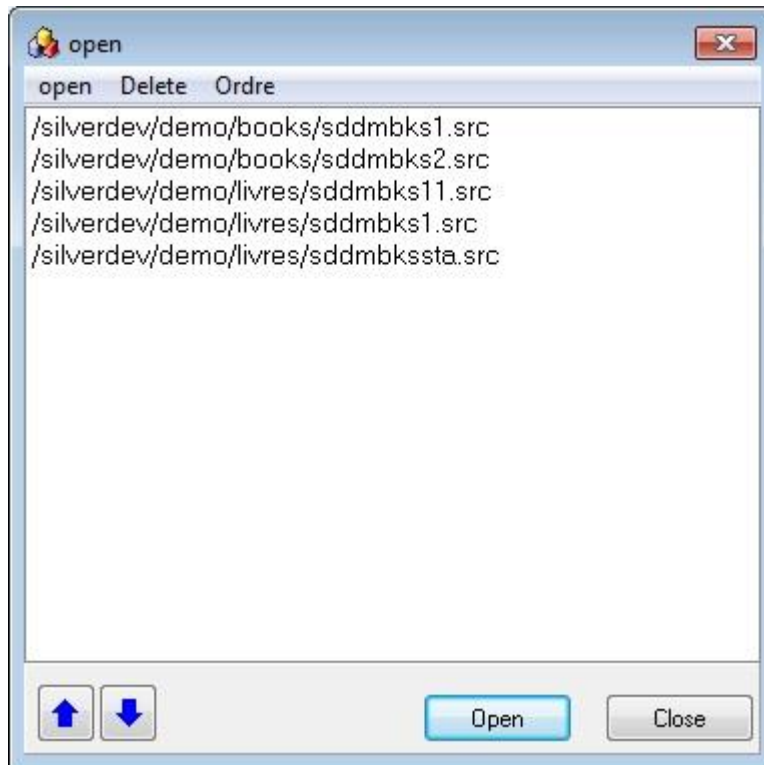 open
open Delete Ordre
/silverdev/demo/books/sddmbks1.src
/silverdev/demo/books/sddmbks2.src
/silverdev/demo/livres/sddmbks11.src
/silverdev/demo/livres/sddmbks1.src
/silverdev/demo/livres/sddmbkssta.src
Open Close